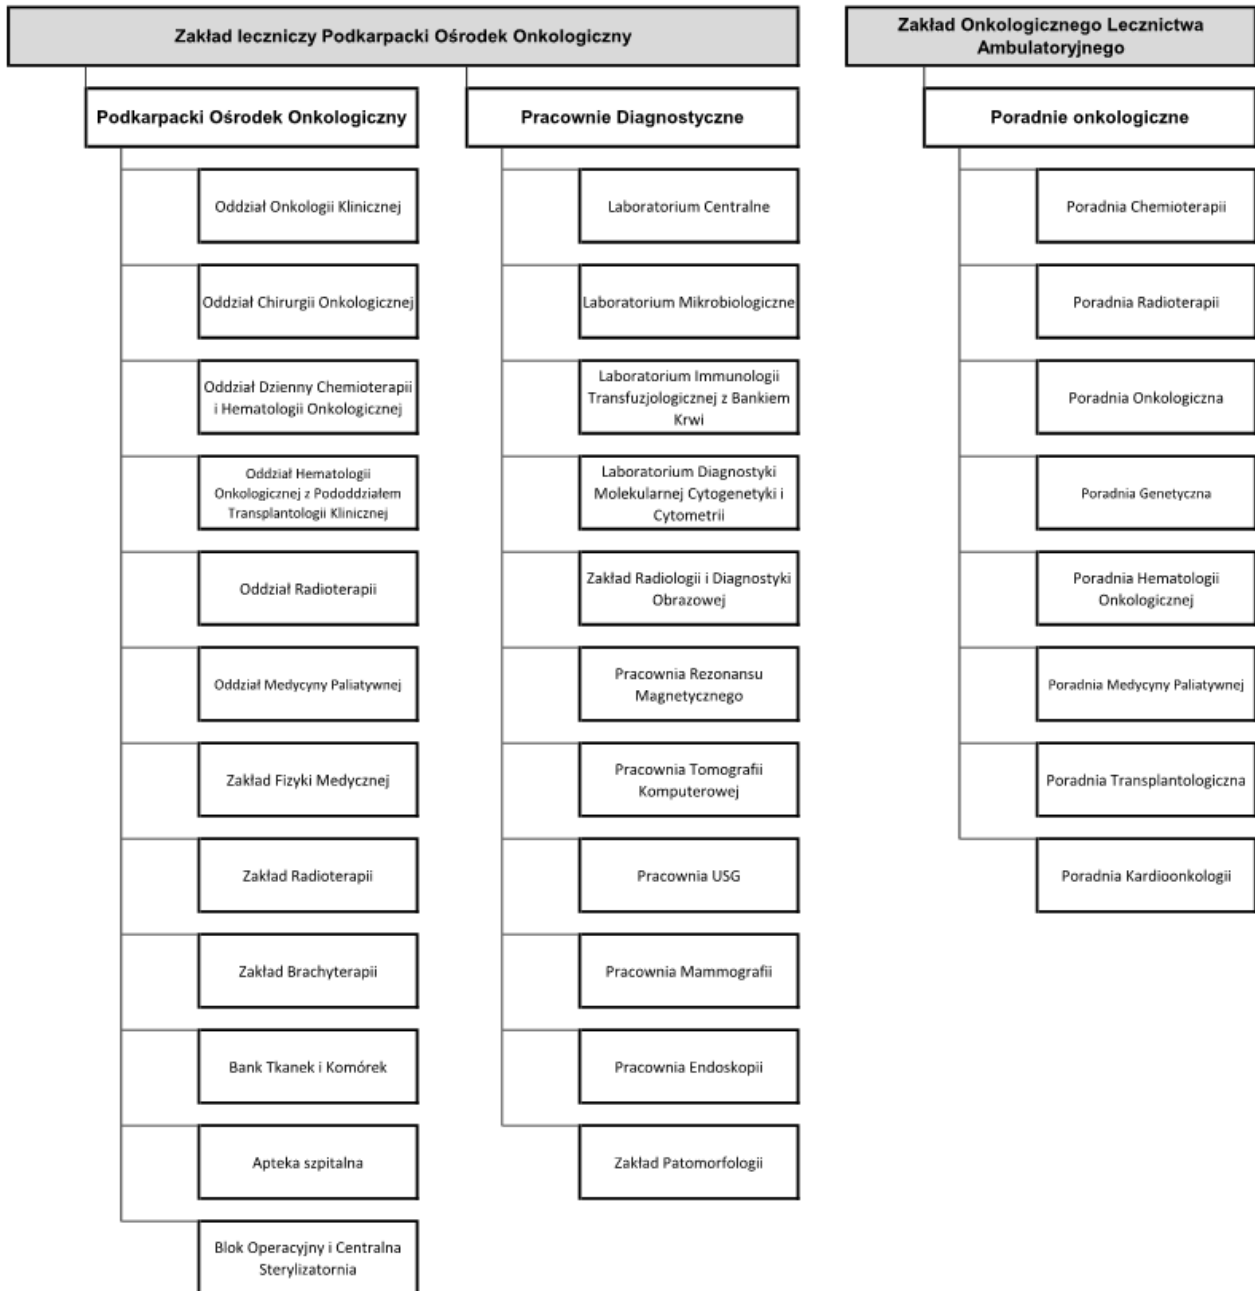 Zakład leczniczy Podkarpacki Ośrodek Onkologiczny
Podkarpacki Ośrodek Onkologiczny
Oddział Onkologii Klinicznej
Oddział Chirurgii Onkologicznej
Oddział Dzienny Chemioterapii
i Hematologii Onkologicznej
Oddział Hematologii
Onkologicznej z Pododdziałem
Transplantologii Klinicznej
Oddział Radioterapii
Oddział Medycyny Paliatywnej
Zakład Fizyki Medycznej
Zakład Radioterapii
Zakład Brachyterapii
Bank Tkanek i Komórek
Apteka szpitalna
Blok Operacyjny i Centralna
Sterylizatornia
Pracownie Diagnostyczne
Laboratorium Centralne
Laboratorium Mikrobiologiczne
Laboratorium Immunologii
Transfuzjologicznej z Bankiem
Krwi
Laboratorium Diagnostyki
Molekularnej Cytogenetyki i
Cytometrii
Zakład Radiologii i Diagnostyki
Obrazowej
Pracownia Rezonansu
Magnetycznego
Pracownia Tomografii
Komputerowej
Pracownia USG
Pracownia Mammografii
Pracownia Endoskopii
Zakład Patomorfologii
Zakład Onkologicznego Lecznictwa
Ambulatoryjnego
Poradnie onkologiczne
Poradnia Chemioterapii
Poradnia Radioterapii
Poradnia Onkologiczna
Poradnia Genetyczna
Poradnia Hematologii
Onkologicznej
Poradnia Medycyny Paliatywnej
Poradnia Transplantologiczna
Poradnia Kardioonkologii